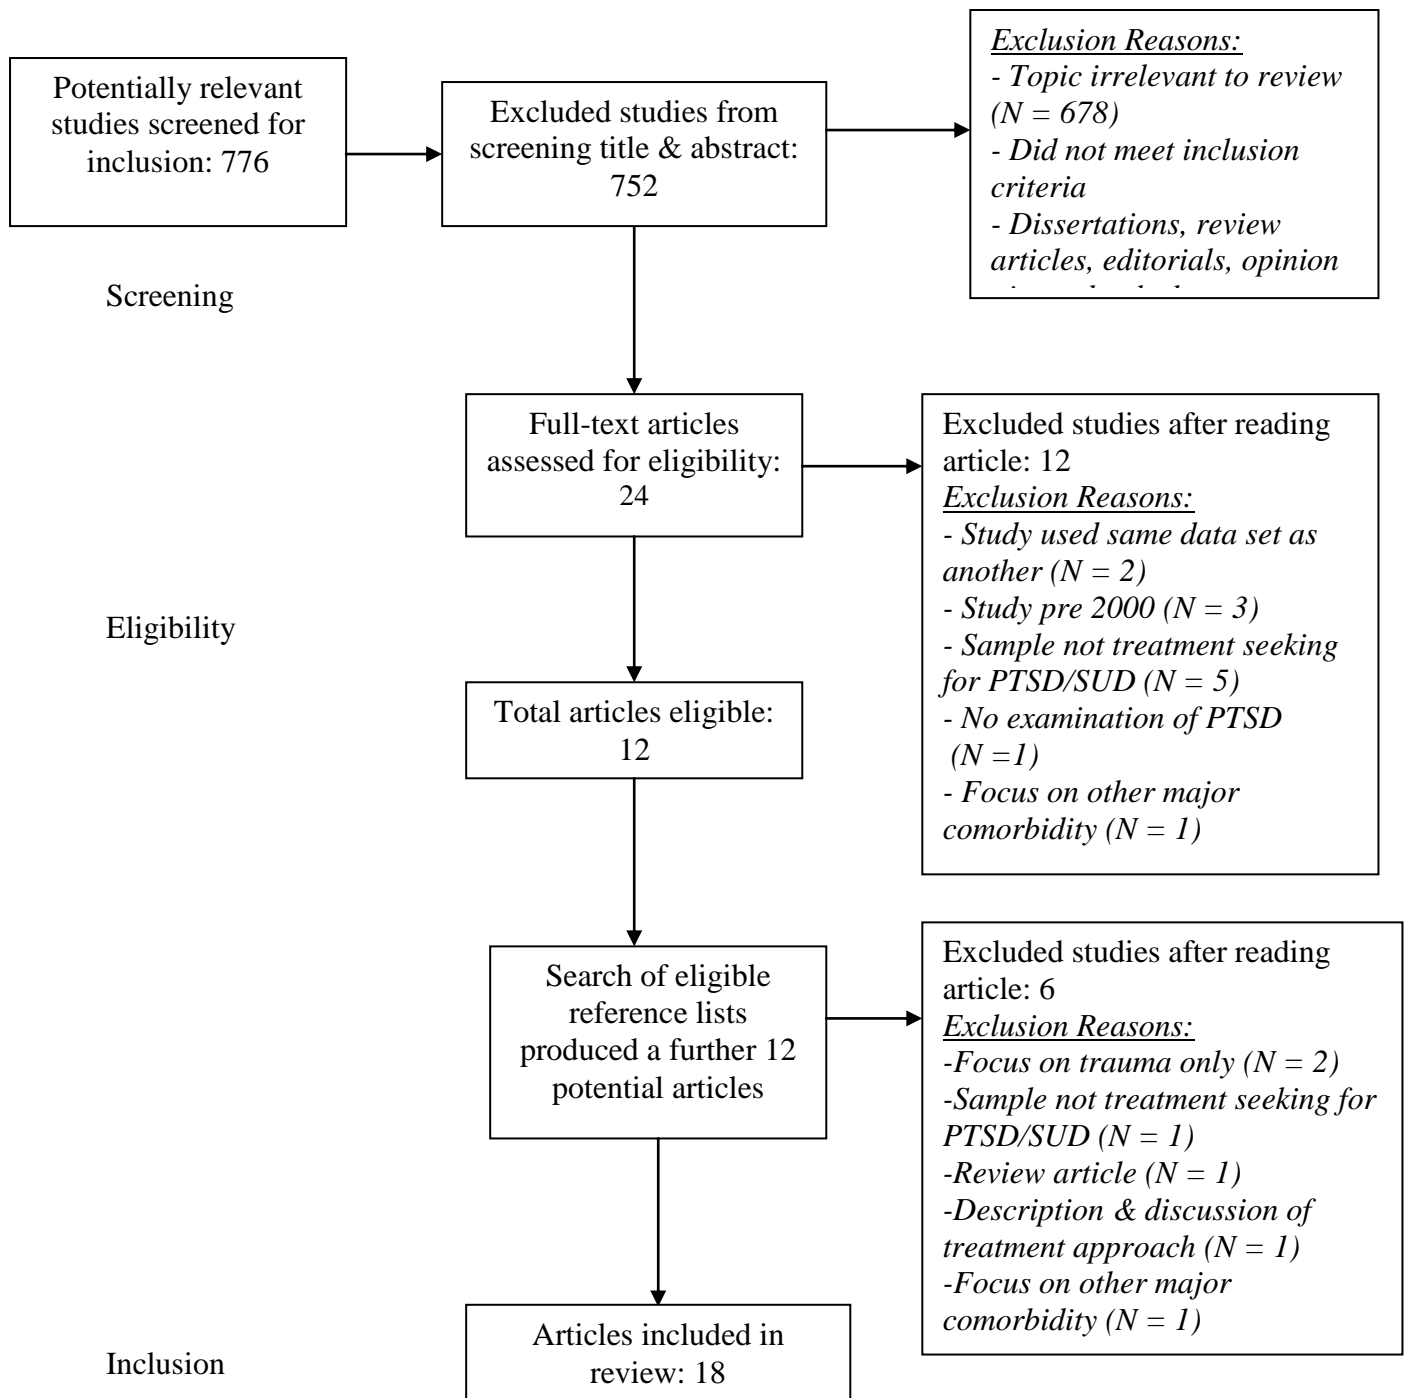 Potentially relevant
studies screened for
inclusion: 776
Excluded studies from
screening title & abstract:
752
Exclusion Reasons:
- Topic irrelevant to review
(N = 678)
- Did not meet inclusion
criteria
- Dissertations, review
articles, editorials, opinion
Screening
Full-text articles
assessed for eligibility:
24
Excluded studies after reading
article: 12
Exclusion Reasons:
- Study used same data set as
another (N = 2)
- Study pre 2000 (N = 3)
- Sample not treatment seeking
for PTSD/SUD (N = 5)
- No examination of PTSD
(N =1)
- Focus on other major
comorbidity (N = 1)
Eligibility
Total articles eligible:
12
Search of eligible
reference lists
produced a further 12
potential articles
Excluded studies after reading
article: 6
Exclusion Reasons:
-Focus on trauma only (N = 2)
-Sample not treatment seeking for
PTSD/SUD (N = 1)
-Review article (N = 1)
-Description & discussion of
treatment approach (N = 1)
-Focus on other major
comorbidity (N = 1)
Inclusion
Articles included in
review: 18